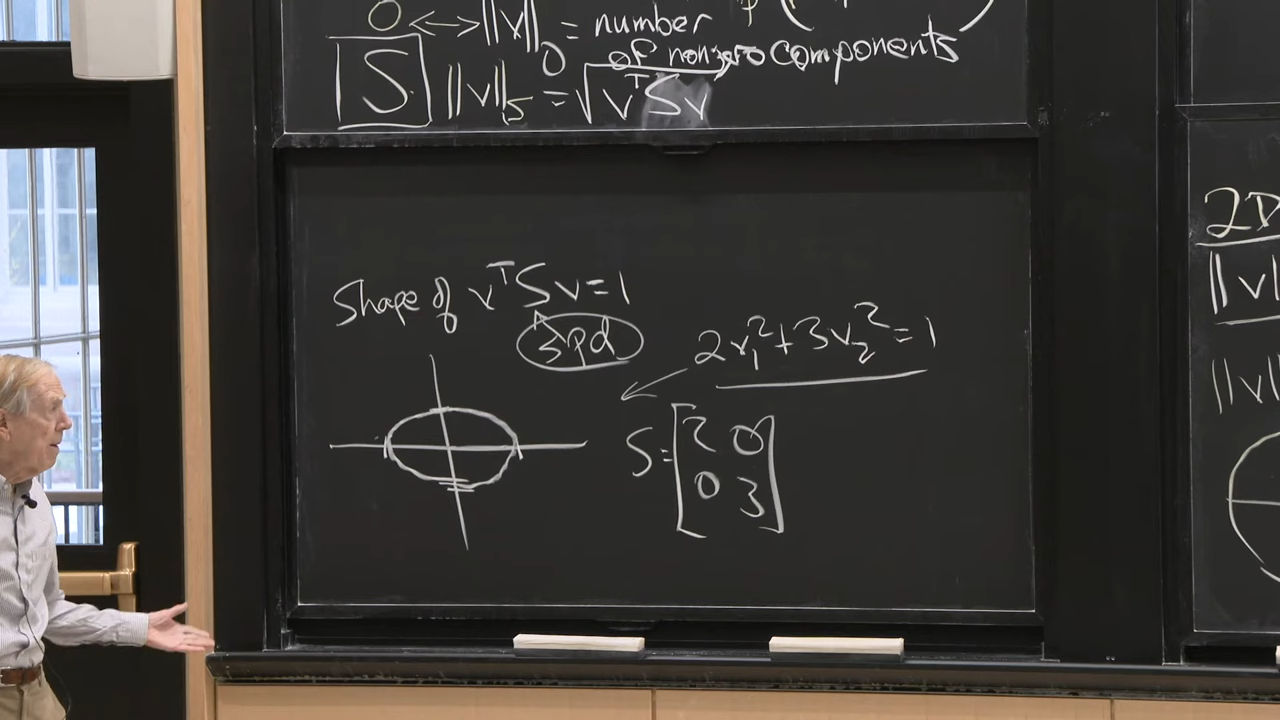 0 <-> ||v||₀ = number
of nonzero components
S ||v||_S = √(vᵀSv)
Shape of vᵀSv=1
spd
2v₁²+3v₂²=1
S=[2 0
0 3]
2D
||v||
||v||